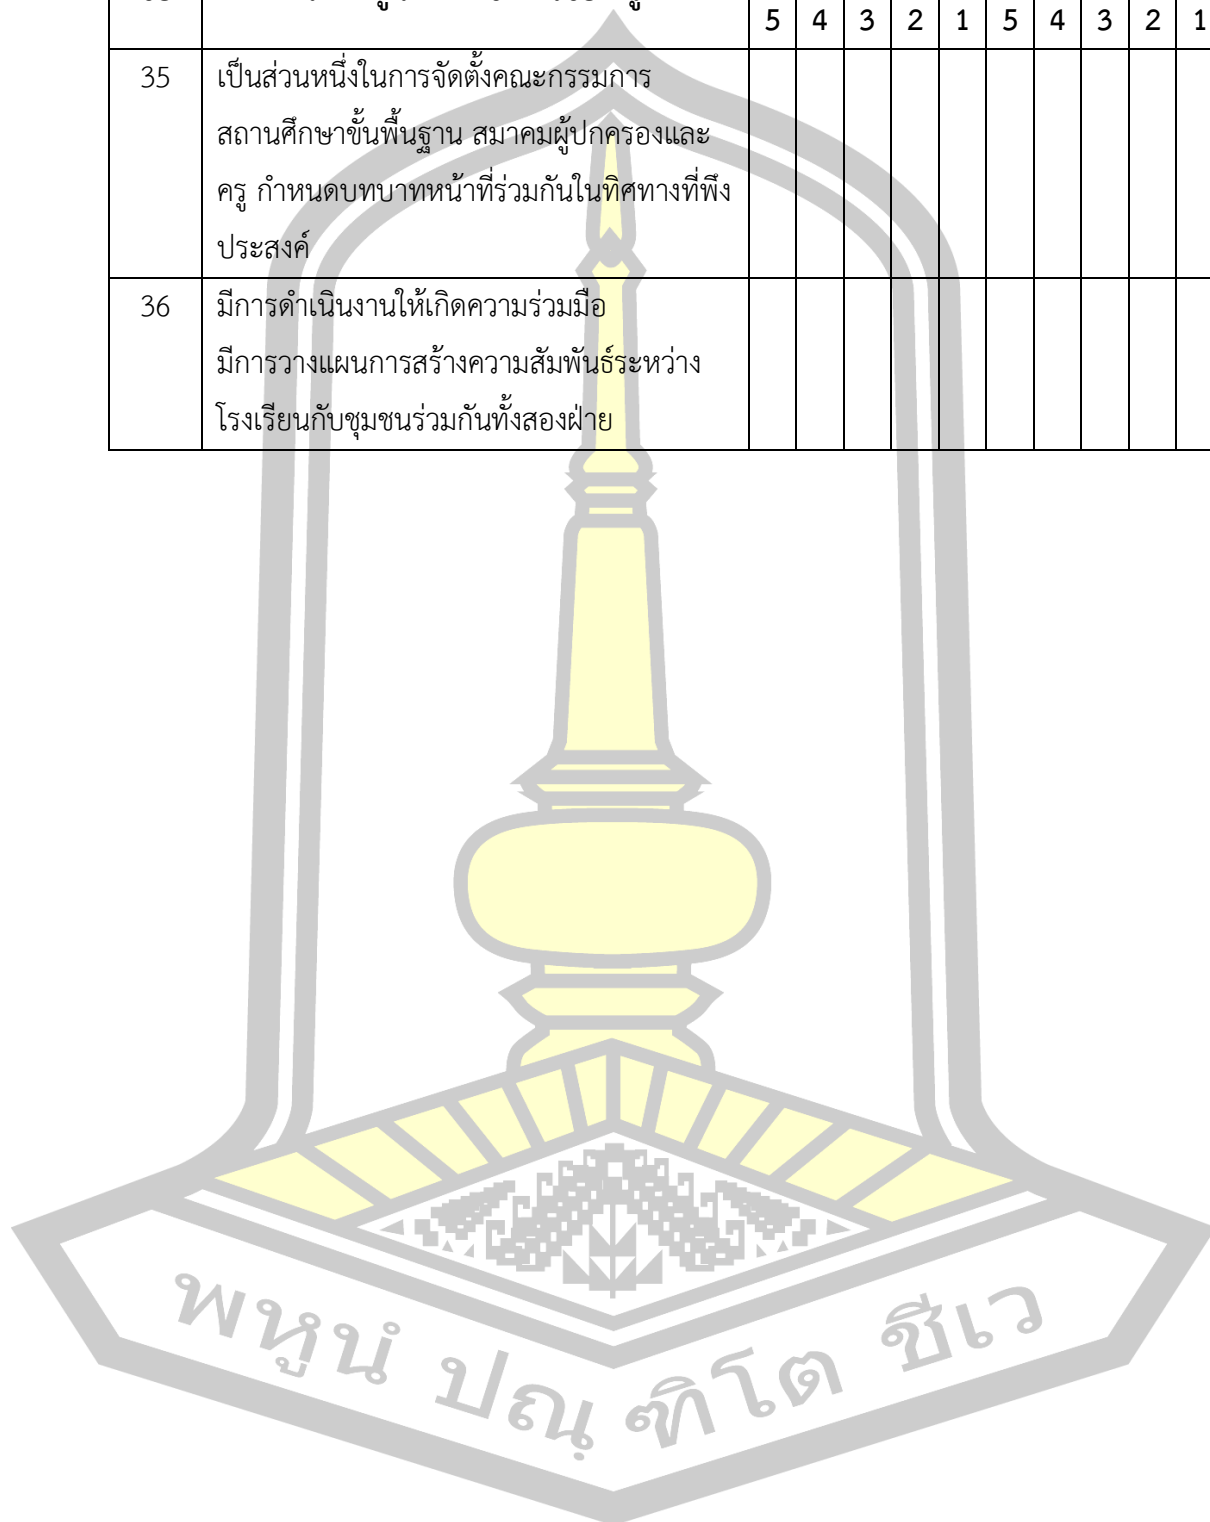 5 4 3 2 1 5 4 3 2 1
35 เป็นส่วนหนึ่งในการจัดตั้งคณะกรรมการ
สถานศึกษาขั้นพื้นฐาน สมาคมผู้ปกครองและ
ครู กำหนดบทบาทหน้าที่ร่วมกันในทิศทางที่พึง
ประสงค์
36 มีการดำเนินงานให้เกิดความร่วมมือ
มีการวางแผนการสร้างความสัมพันธ์ระหว่าง
โรงเรียนกับชุมชนร่วมกันทั้งสองฝ่าย
พหูนํ ปณฺ ฑิโต ชีเว